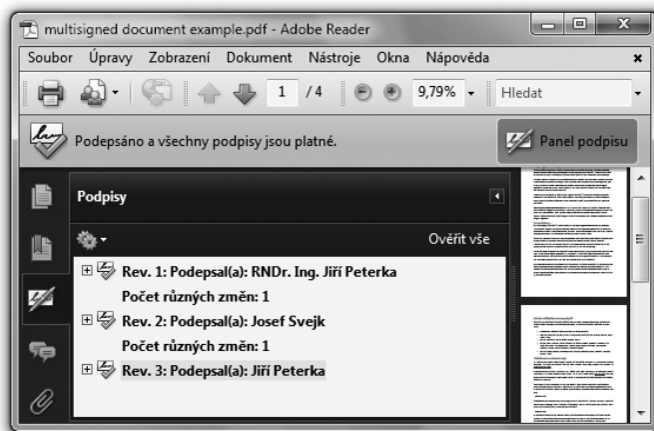 multisigned document example.pdf - Adobe Reader
Soubor Úpravy Zobrazení Dokument Nástroje Okna Nápověda
1 / 4 9,79% Hledat
Podepsáno a všechny podpisy jsou platné. Panel podpisu
Podpisy
Ověřit vše
Rev. 1: Podepsal(a): RNDr. Ing. Jiří Peterka
Počet různých změn: 1
Rev. 2: Podepsal(a): Josef Svejk
Počet různých změn: 1
Rev. 3: Podepsal(a): Jiří Peterka